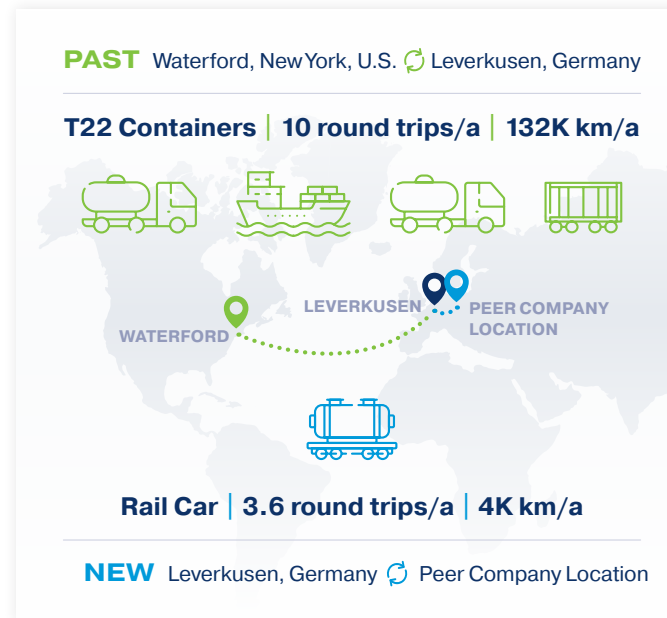 PAST Waterford, New York, U.S. Leverkusen, Germany
T22 Containers | 10 round trips/a | 132K km/a
LEVERKUSEN
PEER COMPANY
LOCATION
WATERFORD
Rail Car | 3.6 round trips/a | 4K km/a
NEW Leverkusen, Germany Peer Company Location